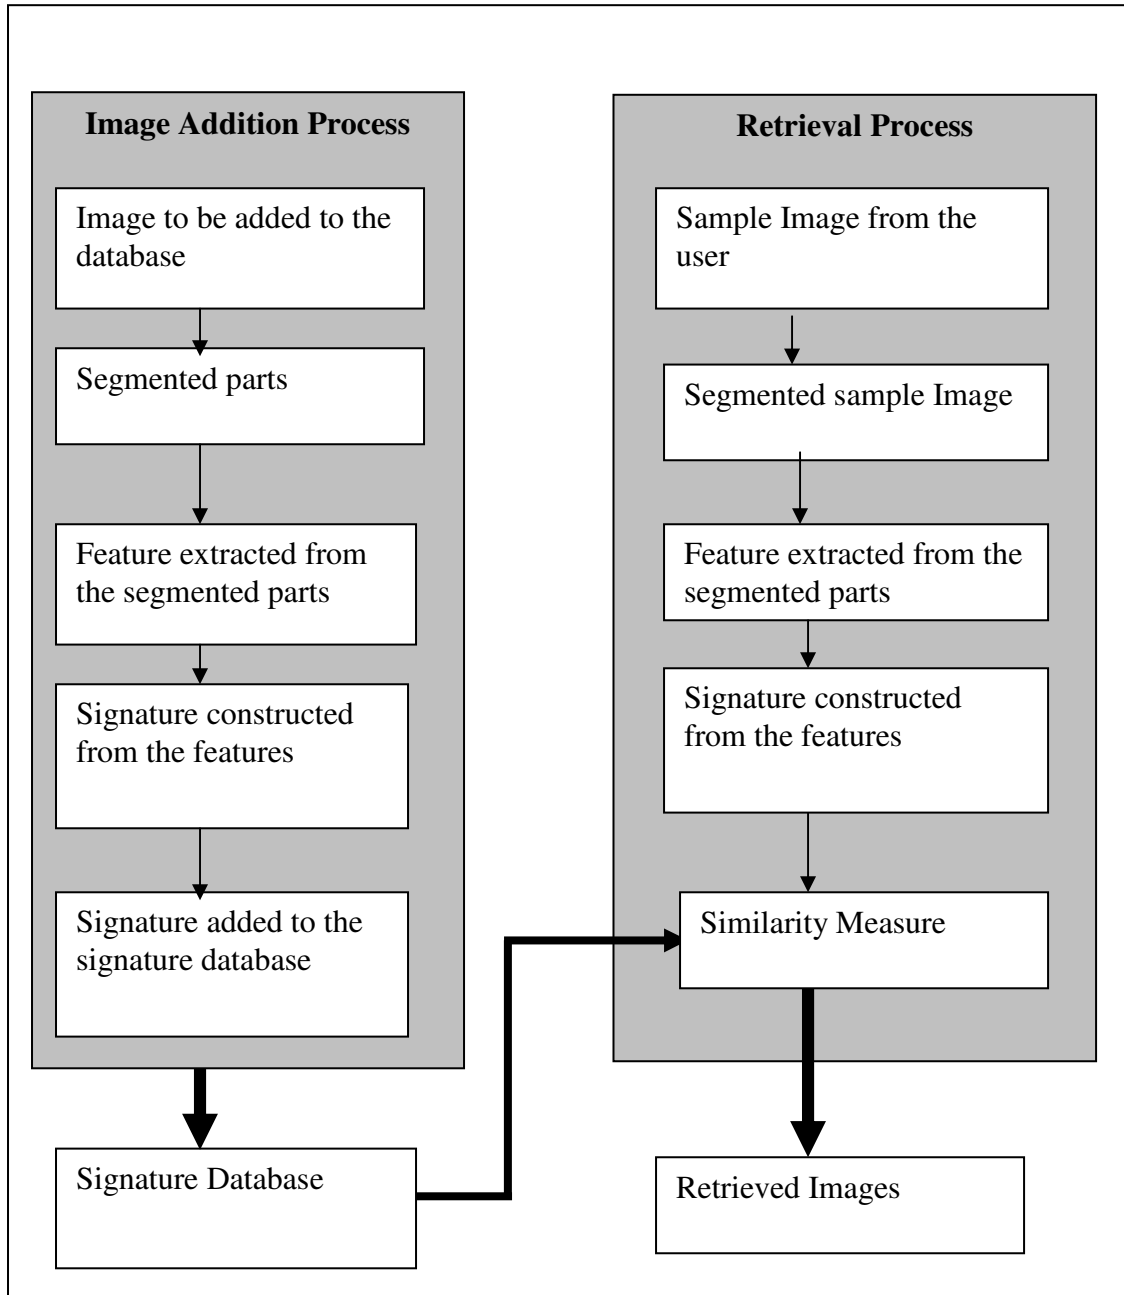 Image Addition Process
Image to be added to the
database
Segmented parts
Feature extracted from
the segmented parts
Signature constructed
from the features
Signature added to the
signature database
Signature Database
Retrieval Process
Sample Image from the
user
Segmented sample Image
Feature extracted from the
segmented parts
Signature constructed
from the features
Similarity Measure
Retrieved Images